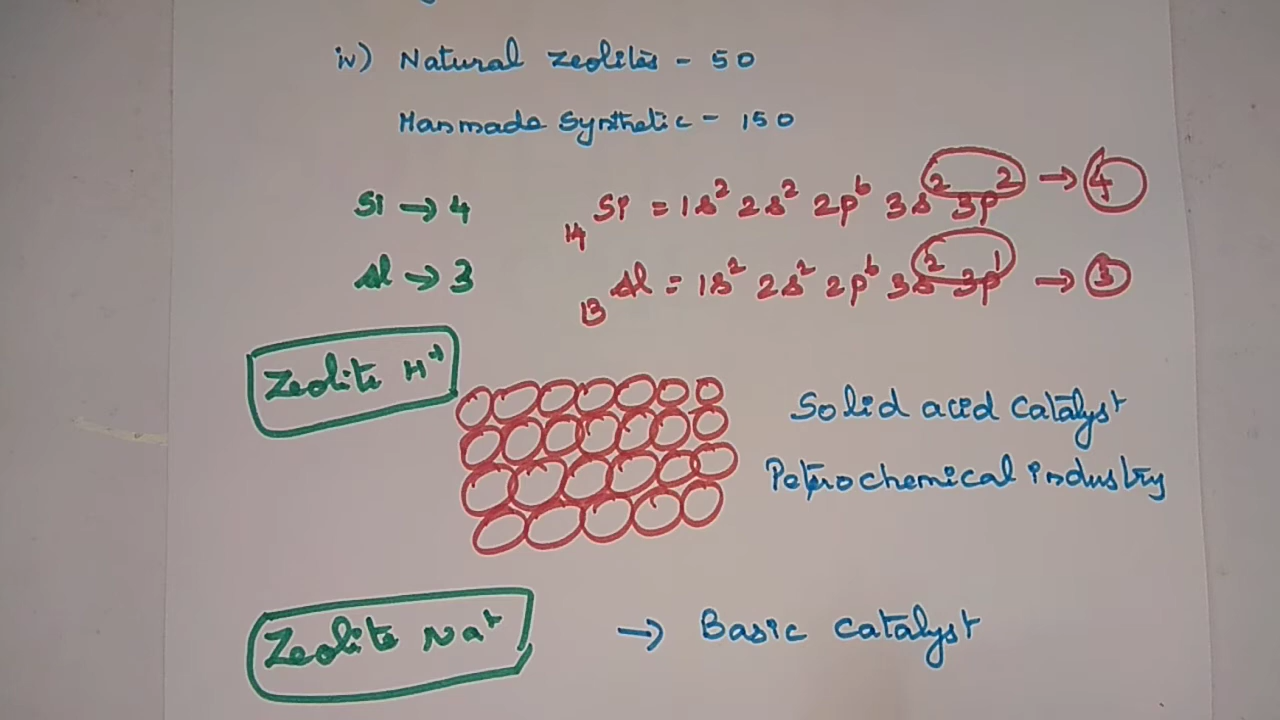 iv) Natural Zeolites - 50
Manmade Synthetic - 150
Si → 4
₁₄Si = 1s² 2s² 2p⁶ 3s² 3p² → 4
Al → 3
₁₃Al = 1s² 2s² 2p⁶ 3s² 3p¹ → 3
Zeolite H⁺
Solid acid catalyst
Petrochemical industry
Zeolite Na⁺
→ Basic catalyst